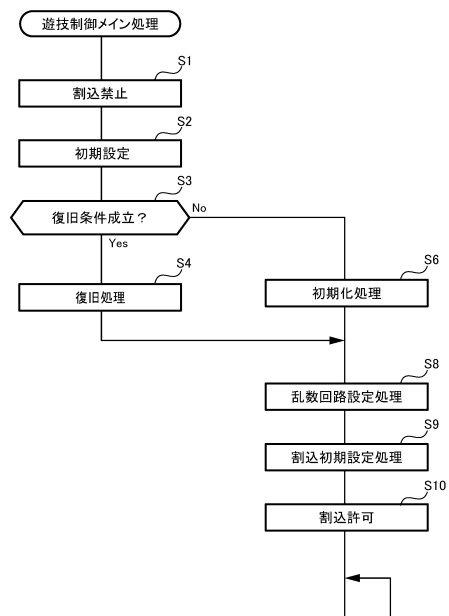 遊技制御メイン処理
S1
割込禁止
S2
初期設定
S3
復旧条件成立？
No
Yes
S4
復旧処理
S6
初期化処理
S8
乱数回路設定処理
S9
割込初期設定処理
S10
割込許可